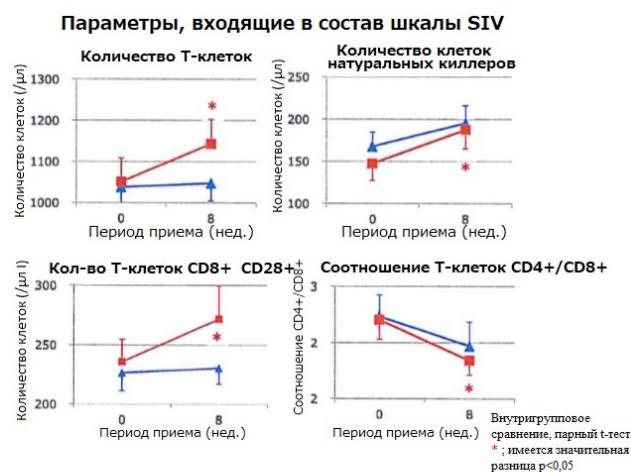 Параметры, входящие в состав шкалы SIV
Количество Т-клеток
Количество клеток (/μл)
1300
1200
1100
1000
0
8
Период приема (нед.)
Количество клеток
натуральных киллеров
Количество клеток (/μл)
250
200
150
100
0
8
Период приема (нед.)
Кол-во Т-клеток CD8+ CD28+
Количество клеток (/μл l)
300
250
200
0
8
Период приема (нед.)
Соотношение Т-клеток CD4+/CD8+
Соотношение CD4+/CD8+
3
2
2
0
8
Период приема (нед.)
Внутригрупповое
сравнение, парный t-тест
* ; имеется значительная
разница p<0,05